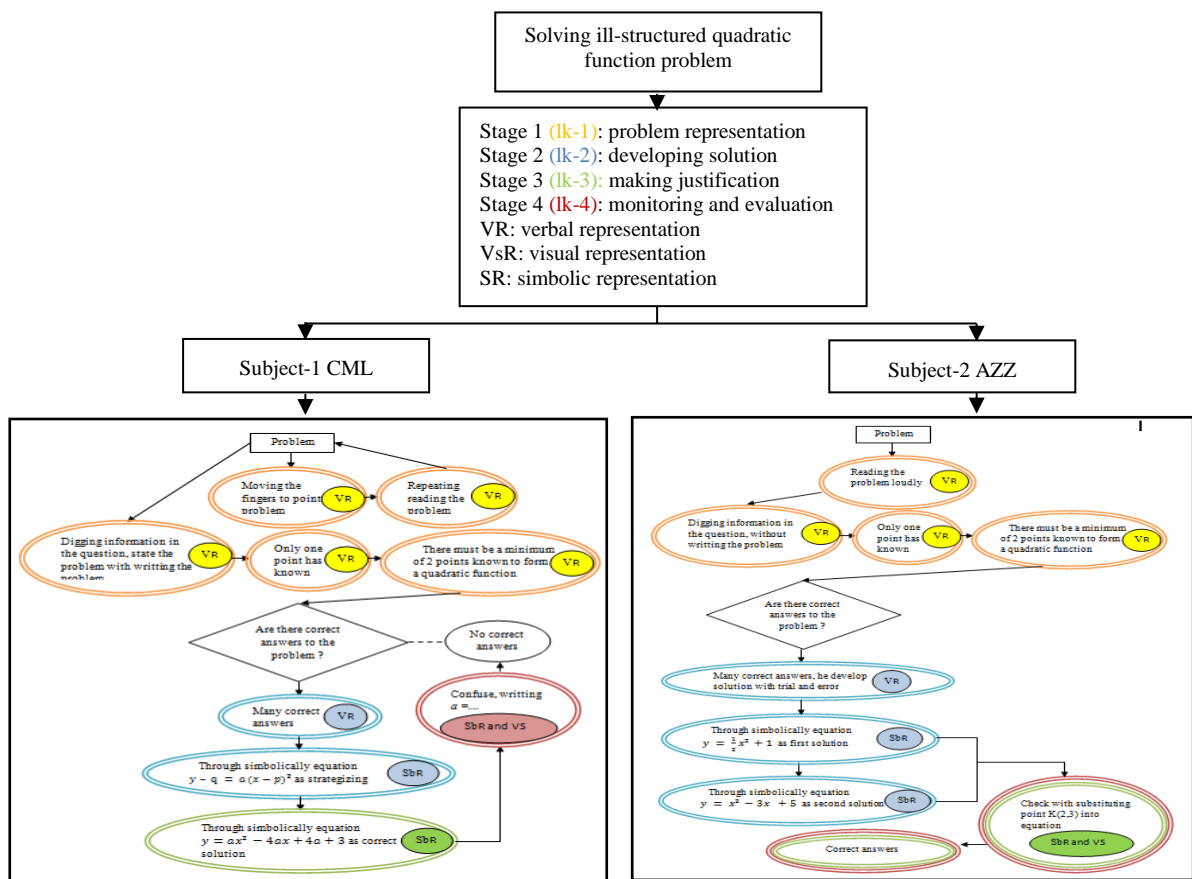 Solving ill-structured quadratic
function problem
Stage 1 (lk-1): problem representation
Stage 2 (lk-2): developing solution
Stage 3 (lk-3): making justification
Stage 4 (lk-4): monitoring and evaluation
VR: verbal representation
VsR: visual representation
SR: simbolic representation
Subject-1 CML
Subject-2 AZZ
Problem
Moving the
fingers to point
problem
VR
Repeating
reading the
problem
VR
Digging information in
the question, state the
problem with writting the
problem
VR
Only one
point has
known
VR
There must be a minimum
of 2 points known to form
a quadratic function
VR
Are there correct
answers to the
problem ?
No correct
answers
Many correct
answers
VR
Confuse, writting
a =....
SbR and VS
Through simbolically equation
y – q = a(x – p)² as strategizing
SbR
Through simbolically equation
y = ax² − 4ax + 4a + 3 as correct
solution
SbR
Problem
Reading the
problem loudly
VR
Digging information in
the question, without
writting the problem
VR
Only one
point has
known
VR
There must be a minimum
of 2 points known to form
a quadratic function
VR
Are there correct
answers to the
problem ?
Many correct answers, he develop
solution with trial and error
VR
Through simbolically equation
y = ½x² + 1 as first solution
SbR
Through simbolically equation
y = x² − 3x + 5 as second solution
SbR
Check with substituting
point K(2,3) into
equation
SbR and VS
Correct answers